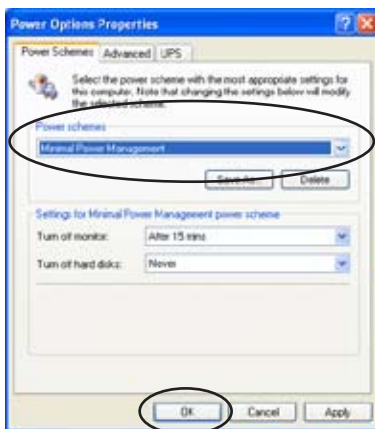 Power Options Properties
Power Schemes Advanced UPS
Select the power scheme with the most appropriate settings for
this computer. Note that changing the settings below will modify
the selected scheme.
Power schemes
Minimal Power Management
Save As... Delete
Settings for Minimal Power Management power scheme
Turn off monitor: After 15 mins
Turn off hard disks: Never
OK Cancel Apply